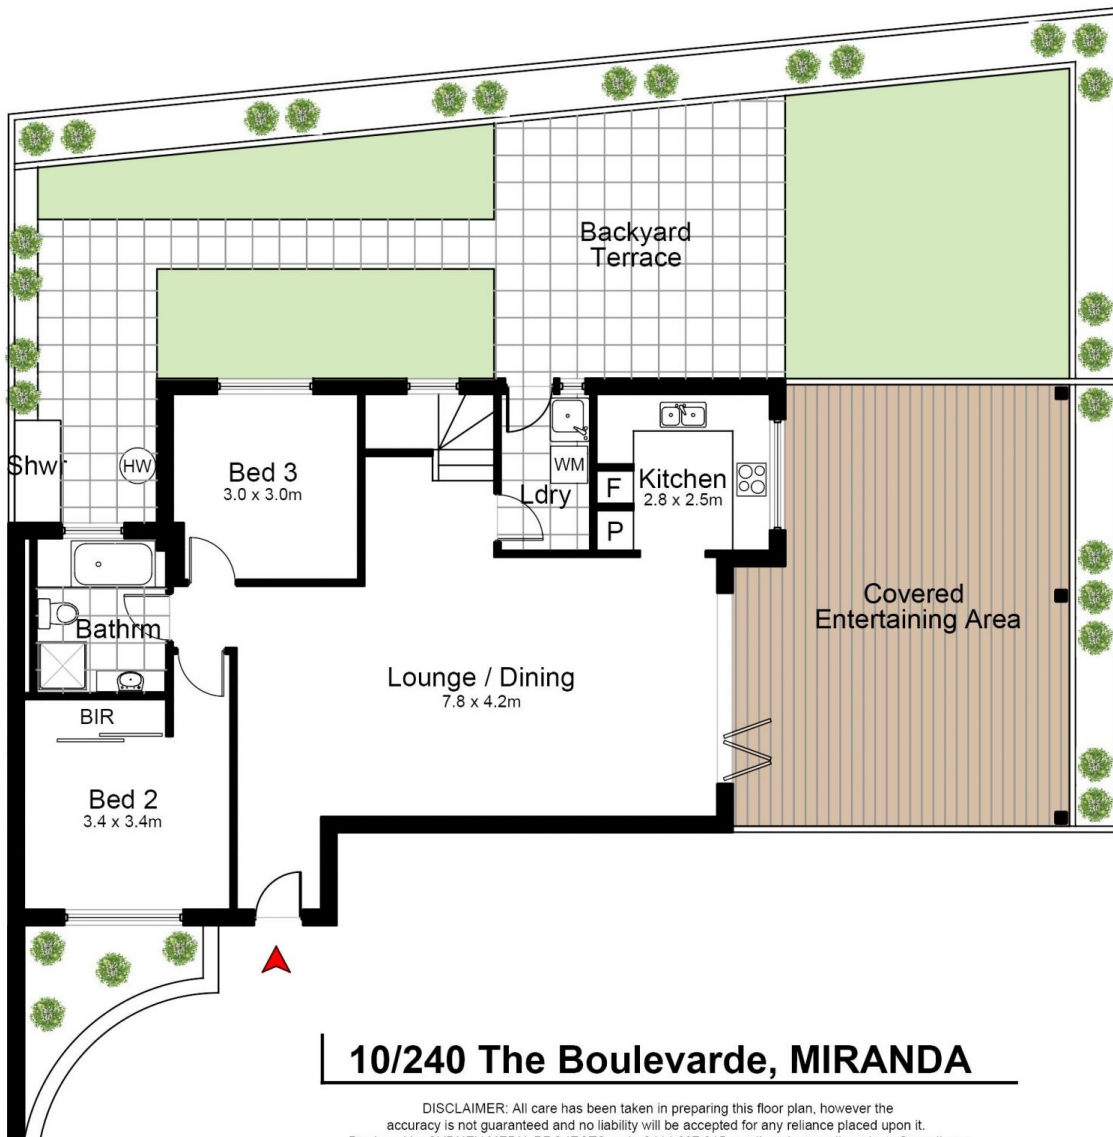 Backyard
Terrace
Shwr
HW
Bed 3
3.0 x 3.0m
WM
Ldry
F
P
Kitchen
2.8 x 2.5m
Covered
Entertaining Area
Bathrm
Lounge / Dining
7.8 x 4.2m
BIR
Bed 2
3.4 x 3.4m
10/240 The Boulevarde, MIRANDA
DISCLAIMER: All care has been taken in preparing this floor plan, however the
accuracy is not guaranteed and no liability will be accepted for any reliance placed upon it.